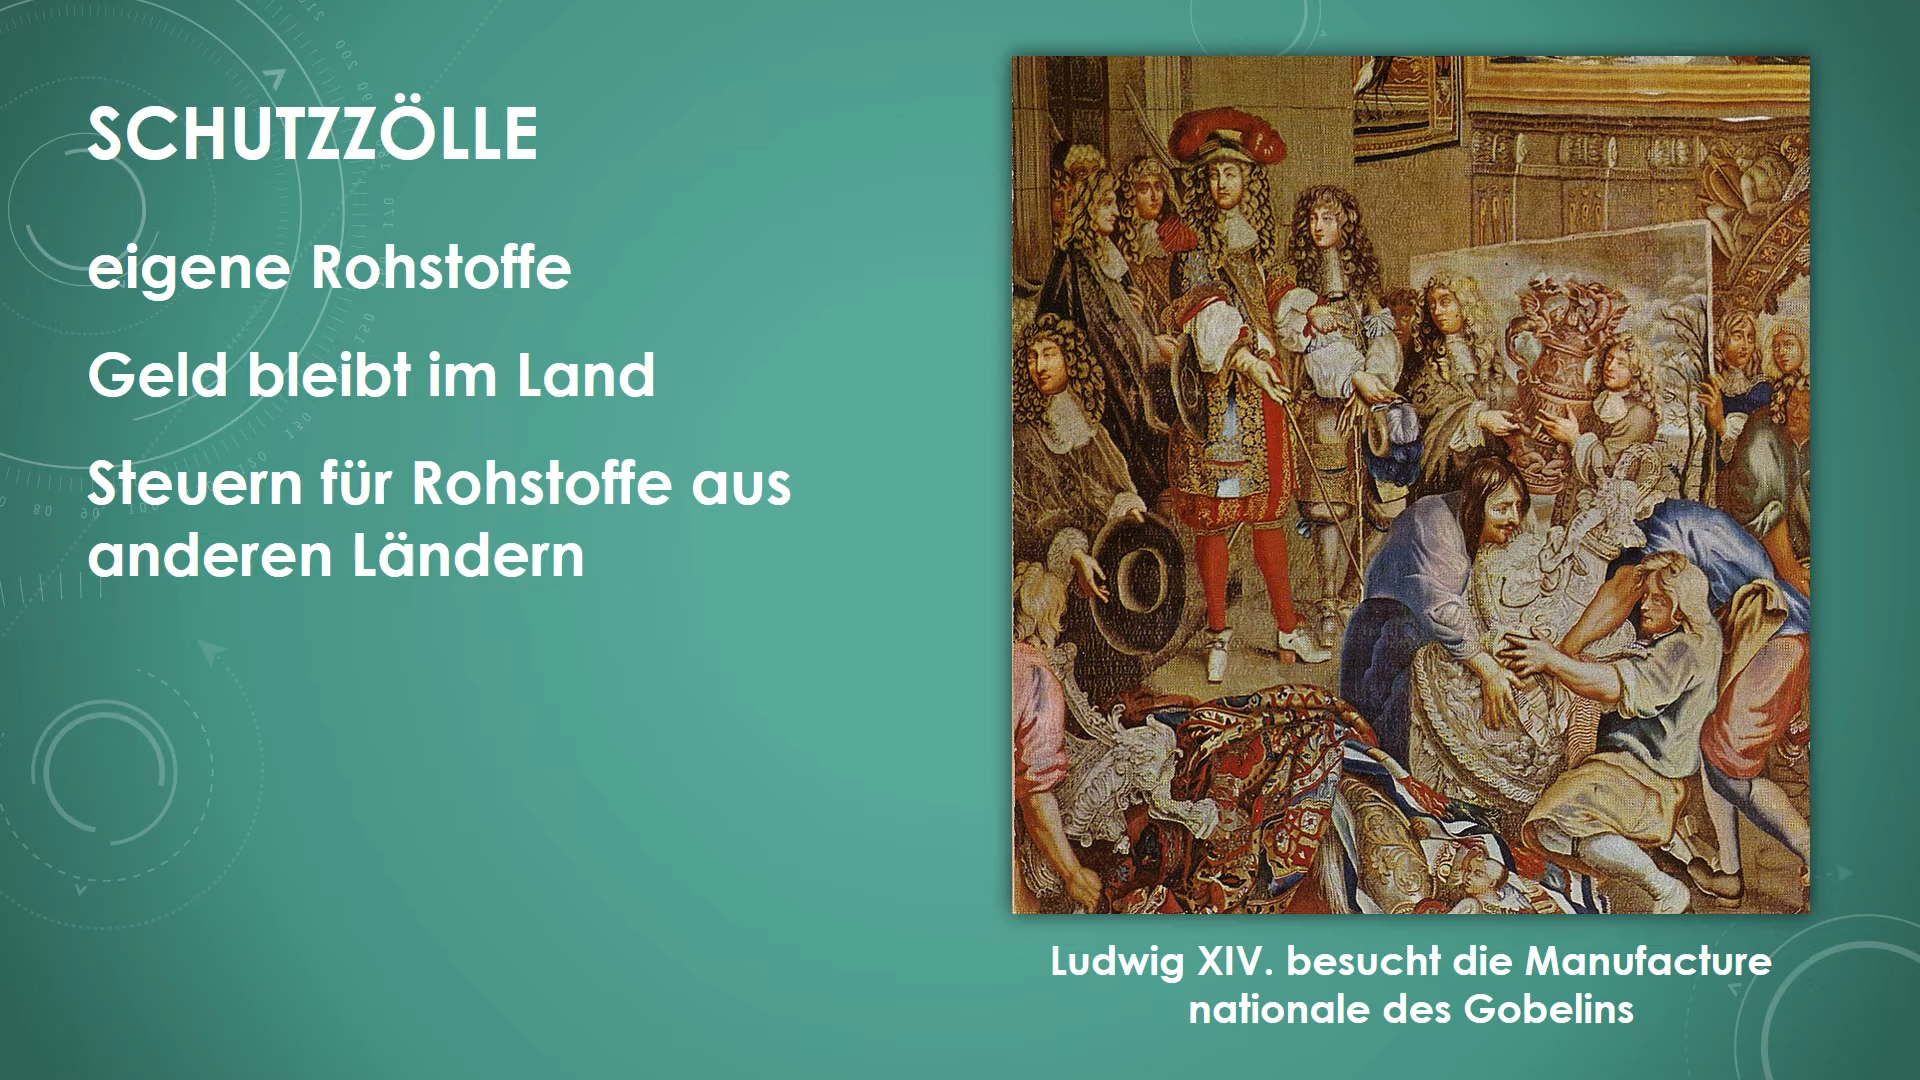 SCHUTZZÖLLE
eigene Rohstoffe
Geld bleibt im Land
Steuern für Rohstoffe aus
anderen Ländern
Ludwig XIV. besucht die Manufacture
nationale des Gobelins